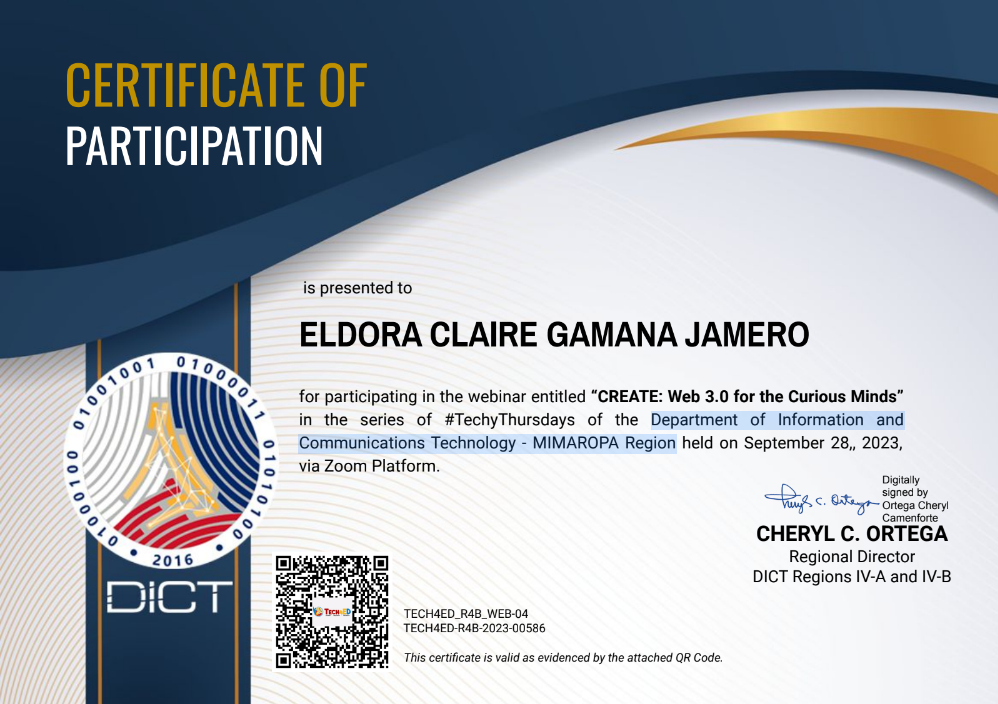 CERTIFICATE OF
PARTICIPATION
is presented to
ELDORA CLAIRE GAMANA JAMERO
for participating in the webinar entitled “CREATE: Web 3.0 for the Curious Minds”
in the series of #TechyThursdays of the Department of Information and
Communications Technology - MIMAROPA Region held on September 28,, 2023,
via Zoom Platform.
Digitally
signed by
Ortega Cheryl
Camenforte
CHERYL C. ORTEGA
Regional Director
DICT Regions IV-A and IV-B
01000100 01001001 01000011 01010100
2016
DICT
TECH4ED
TECH4ED_R4B_WEB-04
TECH4ED-R4B-2023-00586
This certificate is valid as evidenced by the attached QR Code.